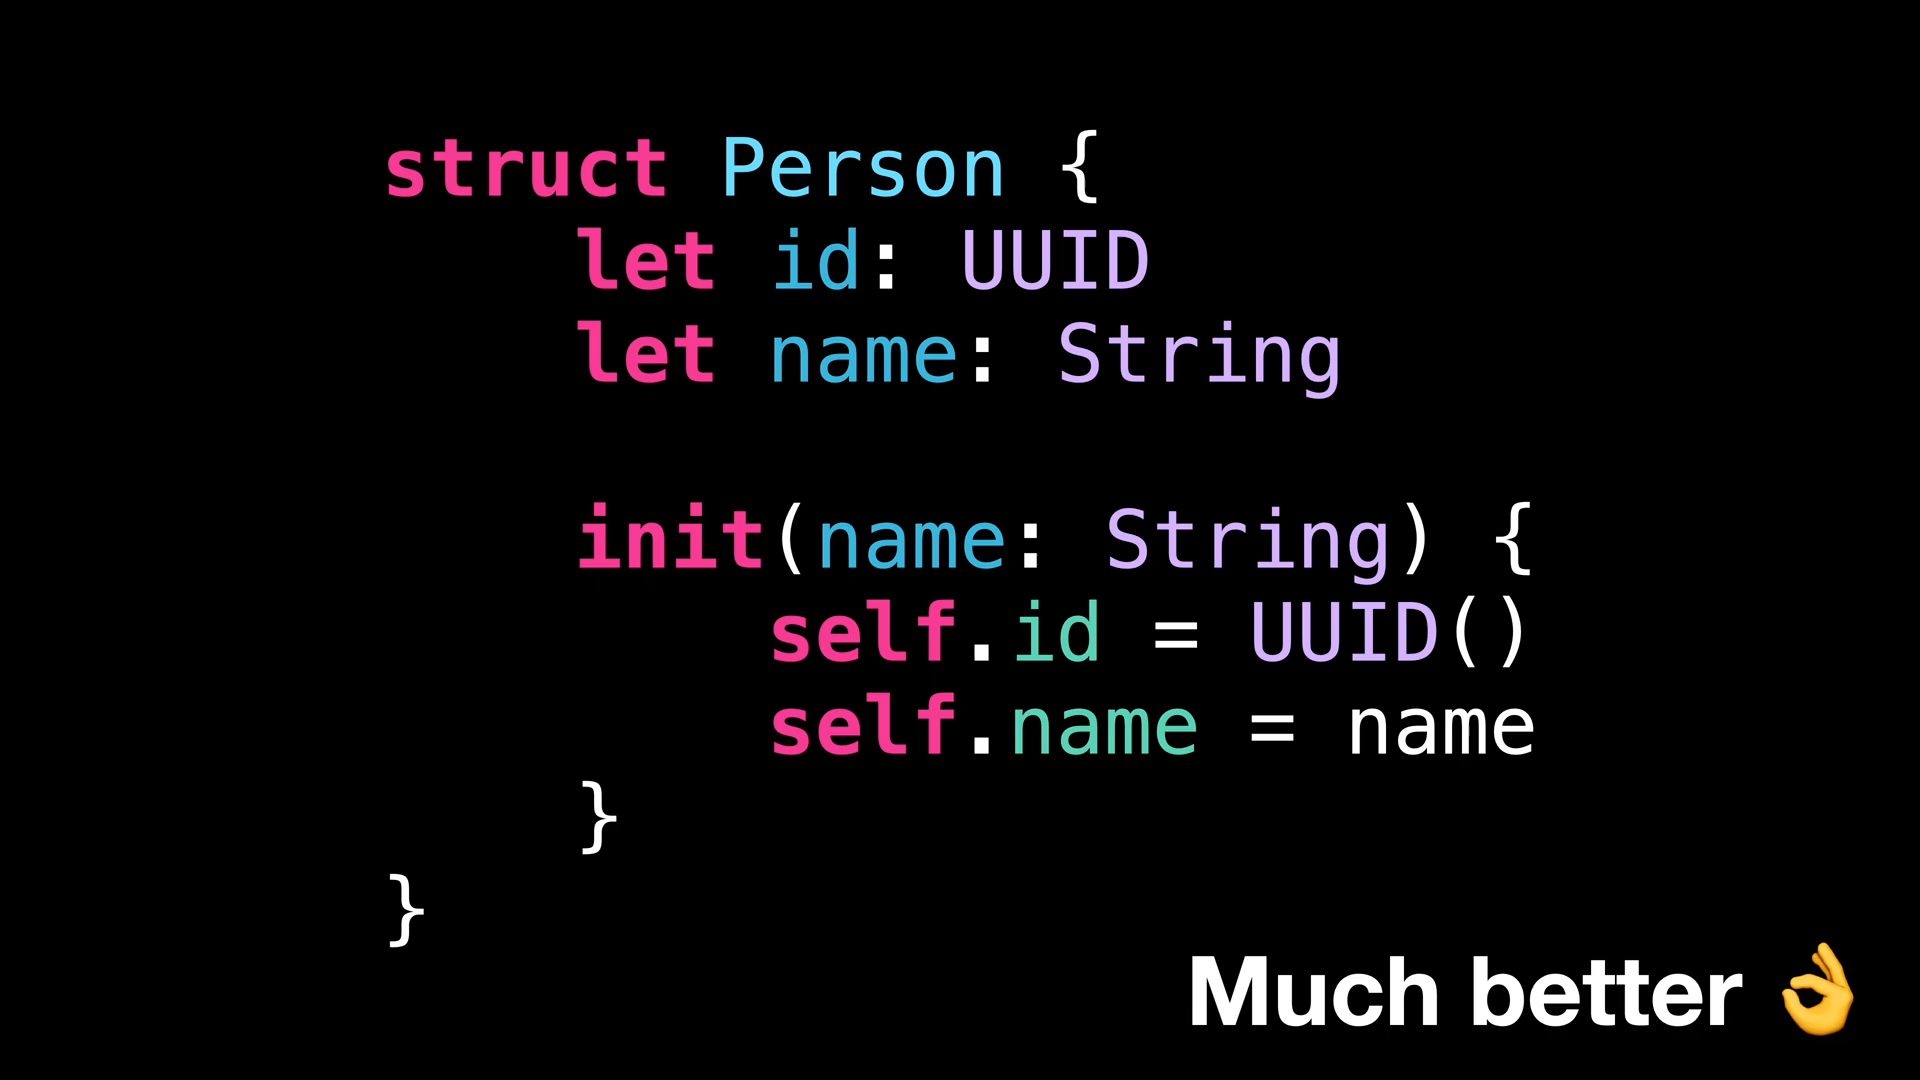 struct Person {
    let id: UUID
    let name: String

    init(name: String) {
        self.id = UUID()
        self.name = name
    }
}
Much better 👌